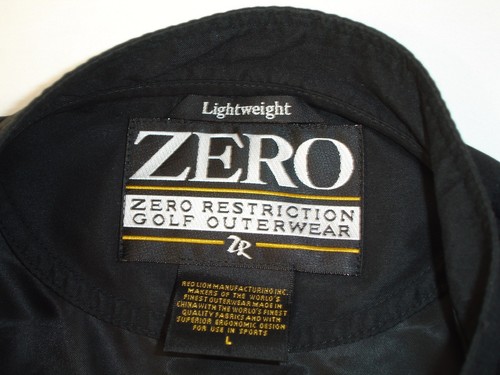 Lightweight
ZERO
ZERO RESTRICTION
GOLF OUTERWEAR
ZR
RED LION MANUFACTURING INC.
MAKERS OF THE WORLD'S
FINEST OUTERWEAR MADE IN
CHINA WITH THE WORLD'S FINEST
QUALITY FABRICS AND WITH
SUPERIOR ERGONOMIC DESIGN
FOR USE IN SPORTS
L